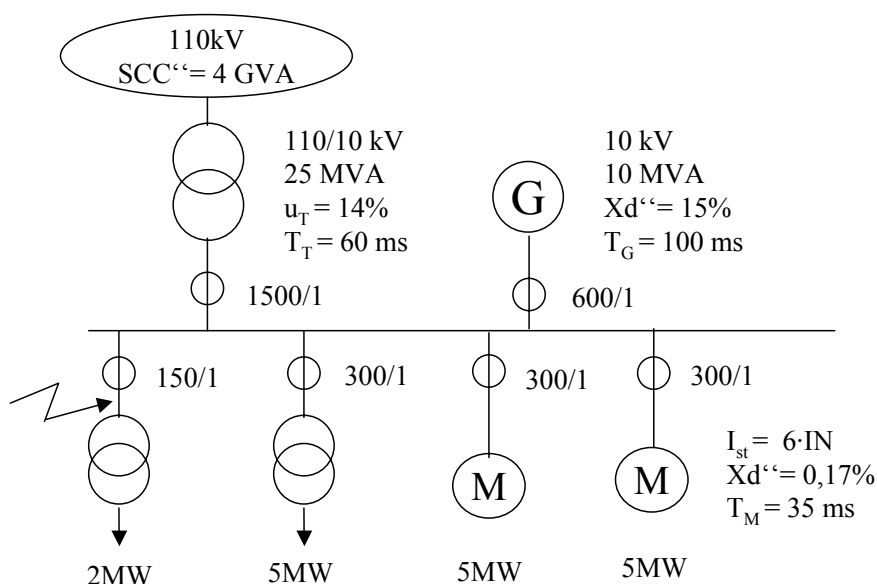 110kV
SCC“= 4 GVA
110/10 kV
25 MVA
u_T = 14%
T_T = 60 ms
10 kV
10 MVA
Xd“= 15%
T_G = 100 ms
G
1500/1
600/1
150/1
300/1
300/1
300/1
M
M
I_st = 6·IN
Xd“= 0,17%
T_M = 35 ms
2MW
5MW
5MW
5MW